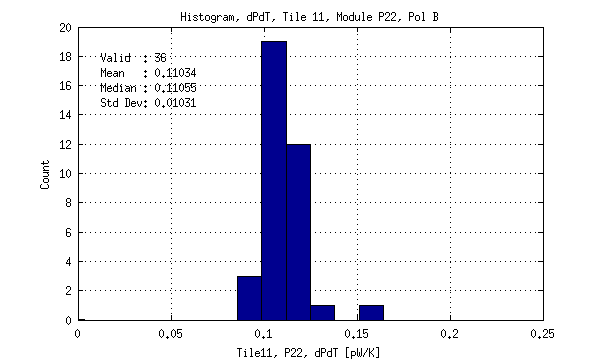 Histogram, dPdT, Tile 11, Module P22, Pol B
20
18
16
14
12
10
8
6
4
2
0
Count
Valid : 36
Mean : 0.11034
Median : 0.11055
Std Dev: 0.01031
0 0.05 0.1 0.15 0.2 0.25
Tile11, P22, dPdT [pW/K]